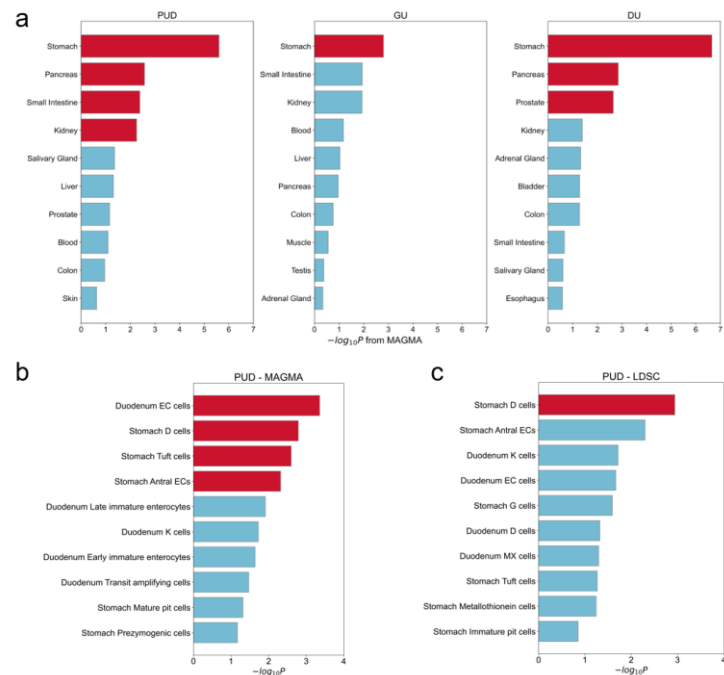 a
PUD
GU
DU
Stomach
Pancreas
Small Intestine
Kidney
Salivary Gland
Liver
Prostate
Blood
Colon
Skin
0 1 2 3 4 5 6 7
Stomach
Small Intestine
Kidney
Blood
Liver
Pancreas
Colon
Muscle
Testis
Adrenal Gland
0 1 2 3 4 5 6 7
−log₁₀P from MAGMA
Stomach
Pancreas
Prostate
Kidney
Adrenal Gland
Bladder
Colon
Small Intestine
Salivary Gland
Esophagus
0 1 2 3 4 5 6 7
b
PUD - MAGMA
Duodenum EC cells
Stomach D cells
Stomach Tuft cells
Stomach Antral ECs
Duodenum Late immature enterocytes
Duodenum K cells
Duodenum Early immature enterocytes
Duodenum Transit amplifying cells
Stomach Mature pit cells
Stomach Prezymogenic cells
0 1 2 3 4
−log₁₀P
c
PUD - LDSC
Stomach D cells
Stomach Antral ECs
Duodenum K cells
Duodenum EC cells
Stomach G cells
Duodenum D cells
Duodenum MX cells
Stomach Tuft cells
Stomach Metallothionein cells
Stomach Immature pit cells
0 1 2 3 4
−log₁₀P